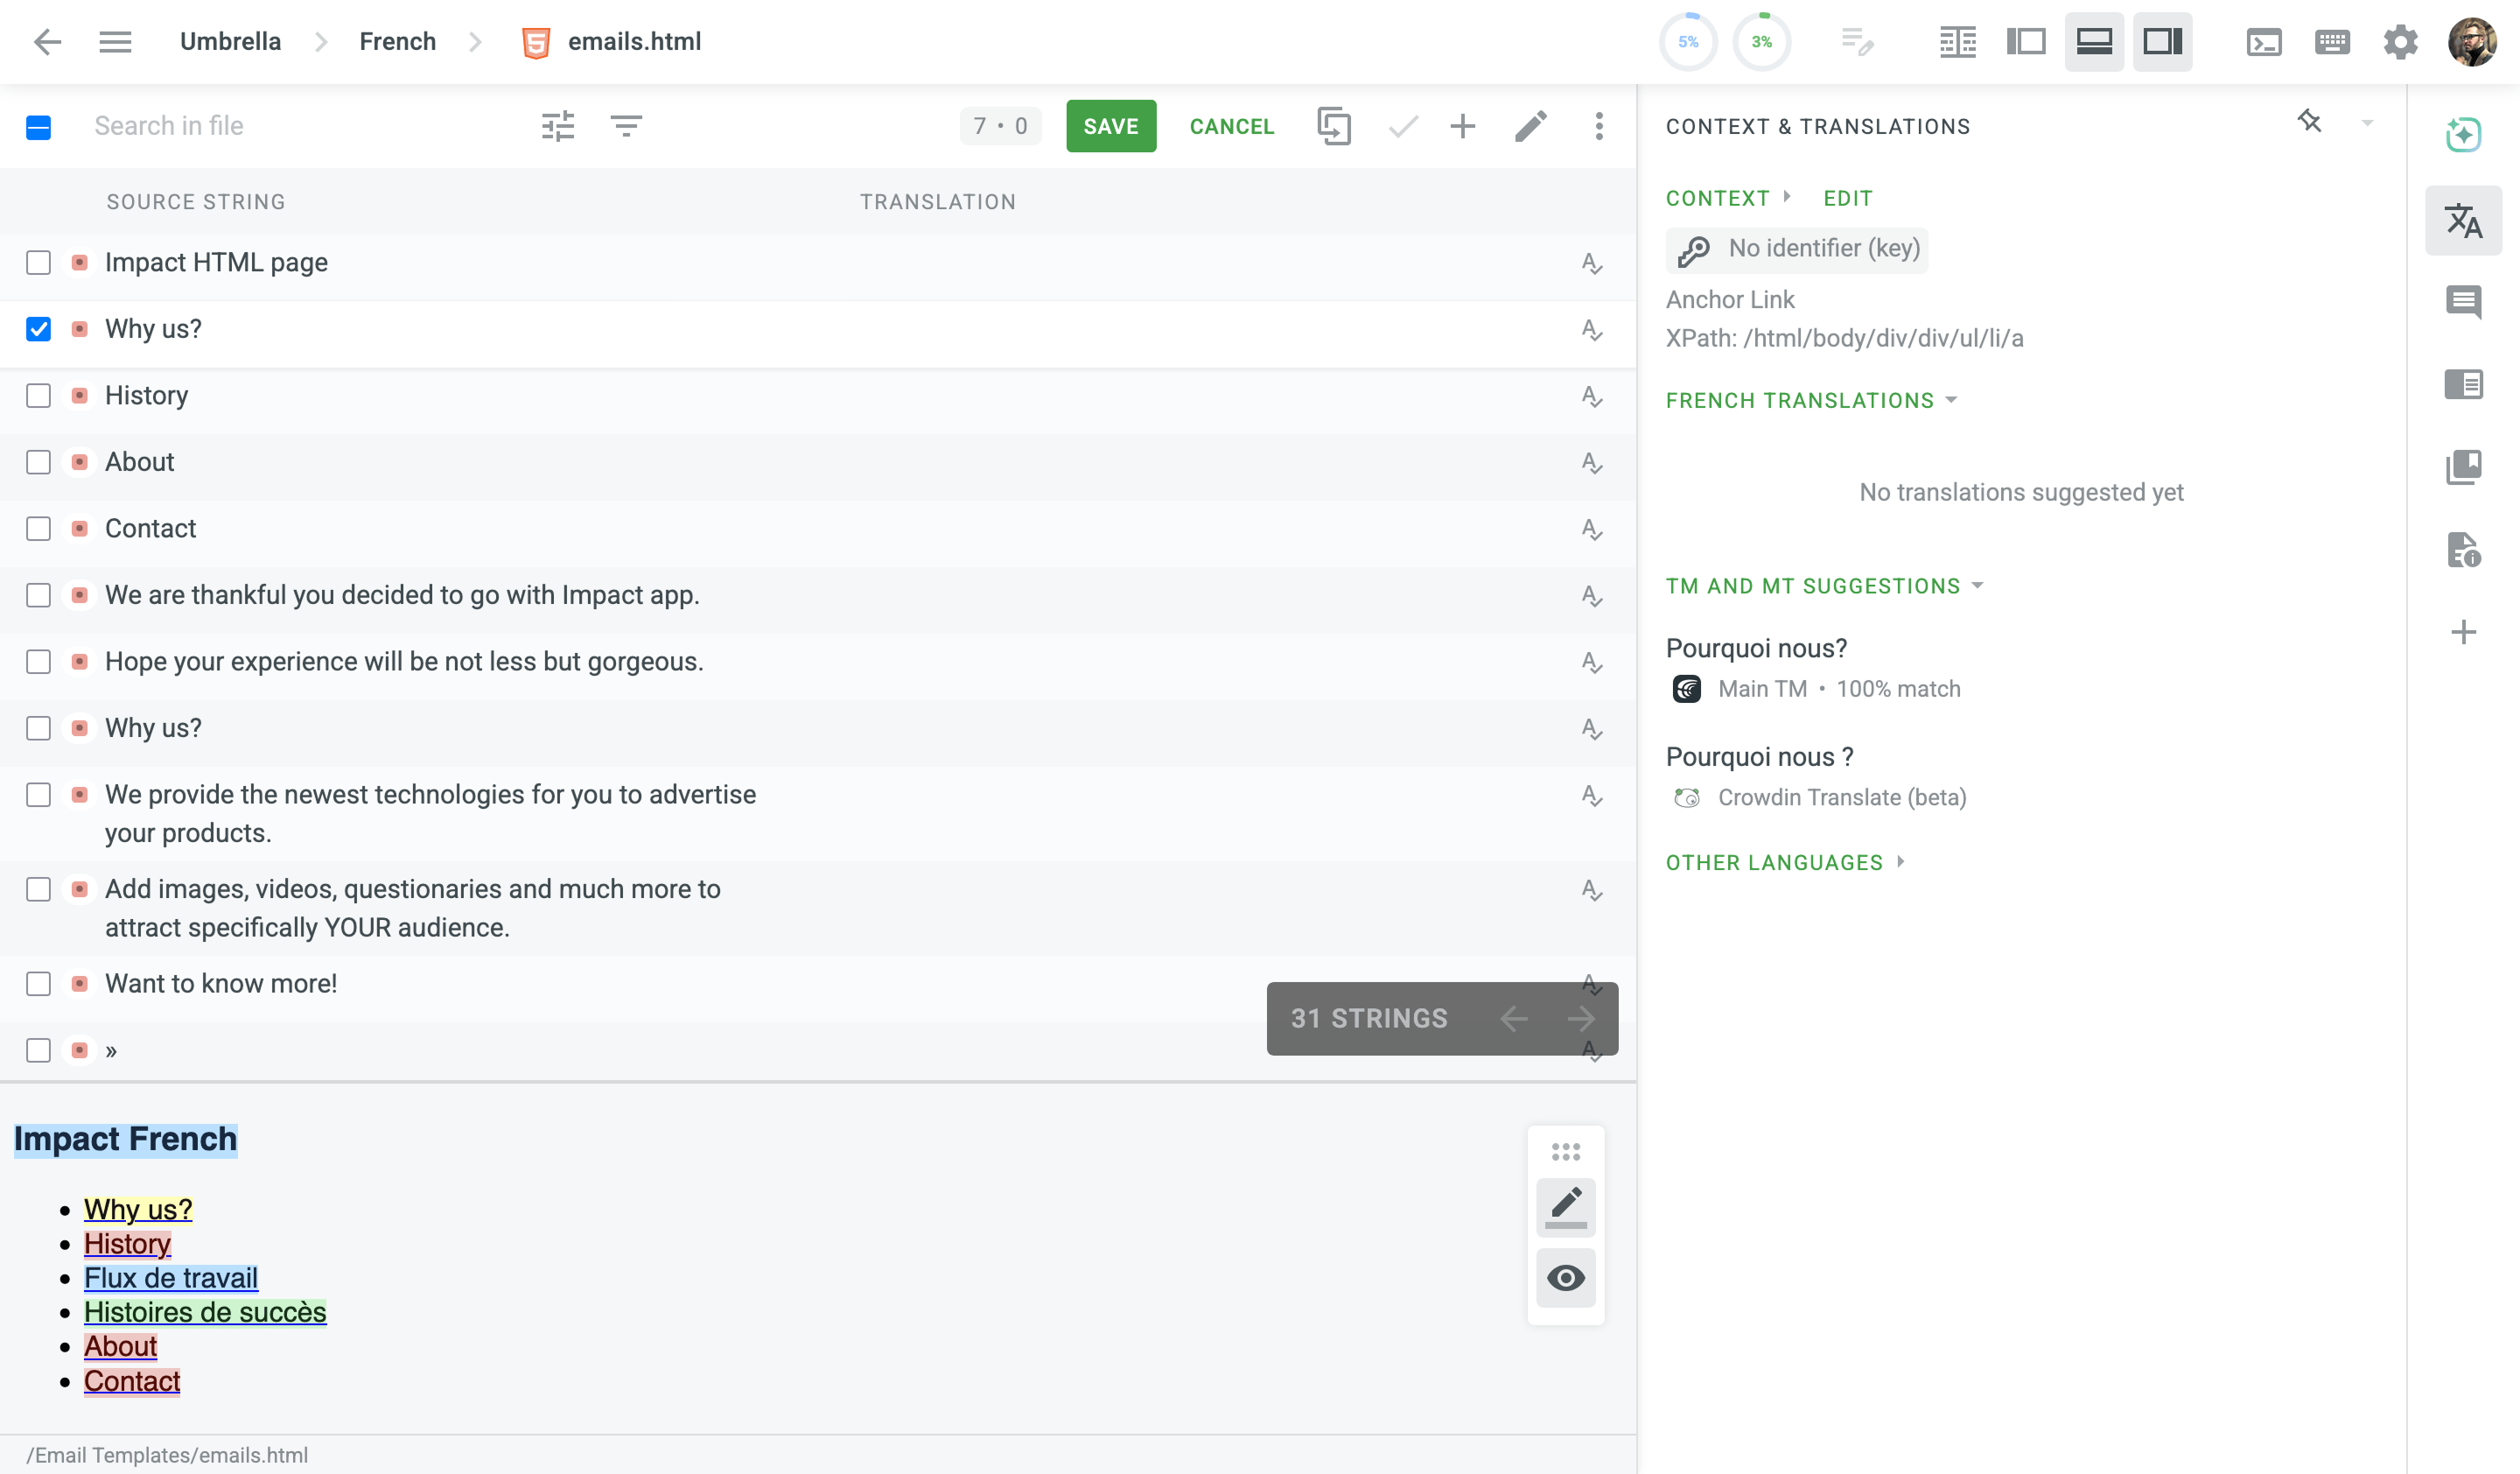 Umbrella
French
emails.html
5%
3%
Search in file
7 • 0
SAVE
CANCEL
SOURCE STRING
TRANSLATION
Impact HTML page
Why us?
History
About
Contact
We are thankful you decided to go with Impact app.
Hope your experience will be not less but gorgeous.
Why us?
We provide the newest technologies for you to advertise
your products.
Add images, videos, questionaries and much more to
attract specifically YOUR audience.
Want to know more!
»
31 STRINGS
Impact French
• Why us?
• History
• Flux de travail
• Histoires de succès
• About
• Contact
/Email Templates/emails.html
CONTEXT & TRANSLATIONS
CONTEXT
EDIT
No identifier (key)
Anchor Link
XPath: /html/body/div/div/ul/li/a
FRENCH TRANSLATIONS
No translations suggested yet
TM AND MT SUGGESTIONS
Pourquoi nous?
Main TM • 100% match
Pourquoi nous ?
Crowdin Translate (beta)
OTHER LANGUAGES